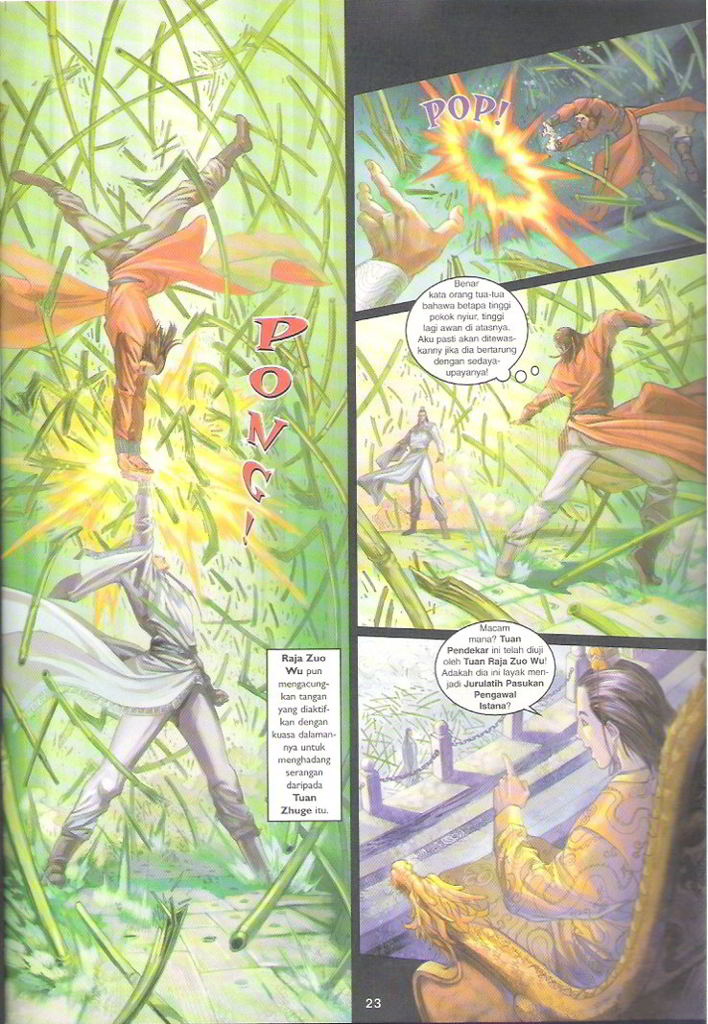 PONG!
Raja Zuo
Wu pun
mengacung-
kan tangan
yang diaktif-
kan dengan
kuasa dalaman-
nya untuk
menghadang
serangan
daripada
Tuan
Zhuge itu.
POP!
Benar
kata orang tua-tua
bahawa betapa tinggi
pokok nyiur, tinggi
lagi awan di atasnya.
Aku pasti akan ditewas-
kannya jika dia bertarung
dengan sedaya-
upayanya!
Macam
mana? Tuan
Pendekar ini telah diuji
oleh Tuan Raja Zuo Wu!
Adakah dia ini layak men-
jadi Jurulatih Pasukan
Pengawal
Istana?
23